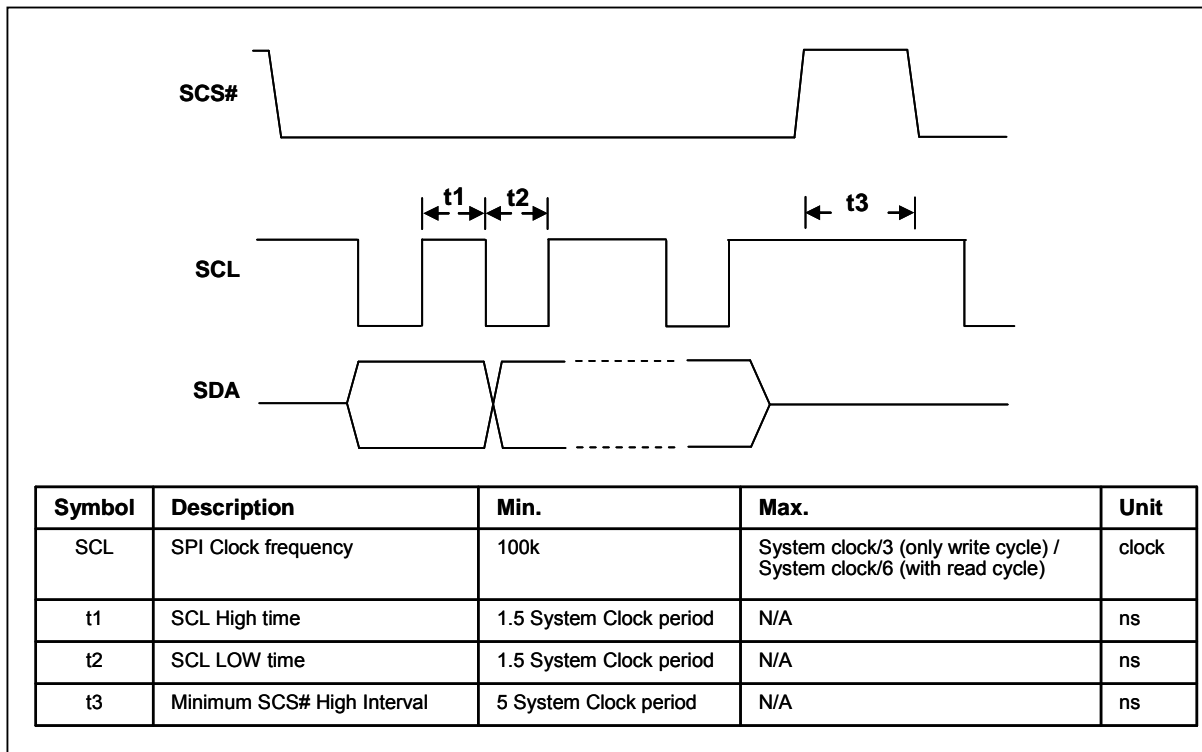 SCS#
t1 t2 t3
SCL
SDA
Symbol Description Min. Max. Unit
SCL SPI Clock frequency 100k System clock/3 (only write cycle) / clock
System clock/6 (with read cycle)
t1 SCL High time 1.5 System Clock period N/A ns
t2 SCL LOW time 1.5 System Clock period N/A ns
t3 Minimum SCS# High Interval 5 System Clock period N/A ns